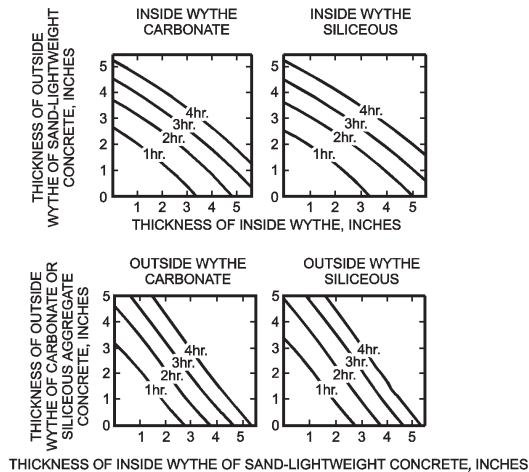 INSIDE WYTHE
CARBONATE
INSIDE WYTHE
SILICEOUS
THICKNESS OF OUTSIDE
WYTHE OF SAND-LIGHTWEIGHT
CONCRETE, INCHES
5
4
3
2
1
0
4hr.
3hr.
2hr.
1hr.
1 2 3 4 5
5
4
3
2
1
0
4hr.
3hr.
2hr.
1hr.
1 2 3 4 5
THICKNESS OF INSIDE WYTHE, INCHES
OUTSIDE WYTHE
CARBONATE
OUTSIDE WYTHE
SILICEOUS
THICKNESS OF OUTSIDE
WYTHE OF CARBONATE OR
SILICEOUS AGGREGATE
CONCRETE, INCHES
5
4
3
2
1
0
4hr.
3hr.
2hr.
1hr.
1 2 3 4 5
5
4
3
2
1
0
4hr.
3hr.
2hr.
1hr.
1 2 3 4 5
THICKNESS OF INSIDE WYTHE OF SAND-LIGHTWEIGHT CONCRETE, INCHES